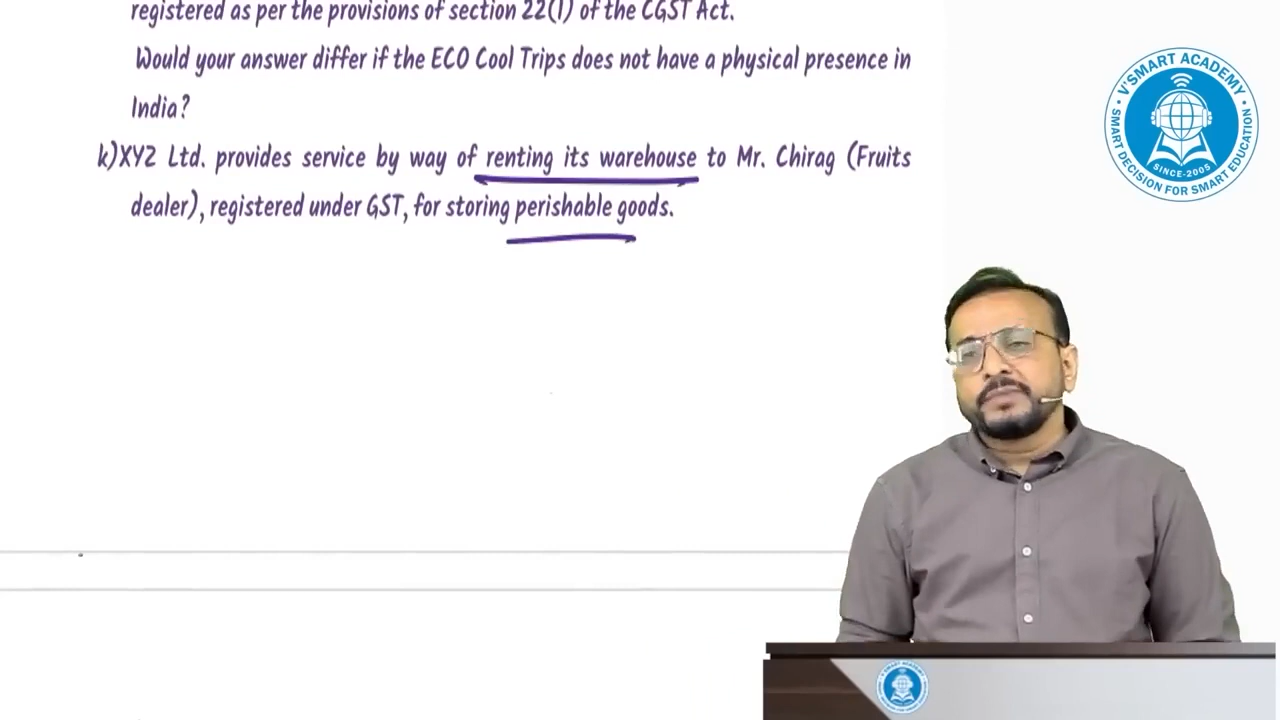 registered as per the provisions of section 22(1) of the CGST Act.
Would your answer differ if the ECO Cool Trips does not have a physical presence in
India?
k)XYZ Ltd. provides service by way of renting its warehouse to Mr. Chirag (Fruits
dealer), registered under GST, for storing perishable goods.
V'SMART ACADEMY
SINCE-2005
SMART DECISION FOR SMART EDUCATION